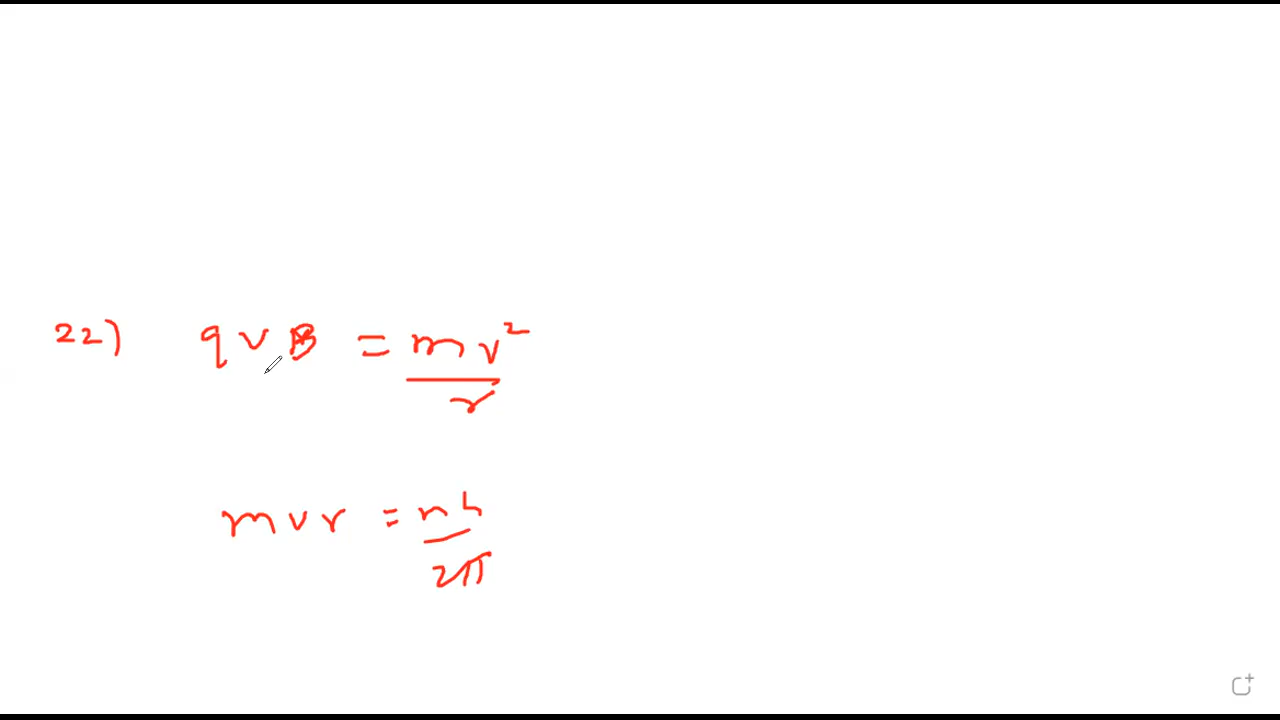 22) qvB = mv²/r
mvr = nh/2π